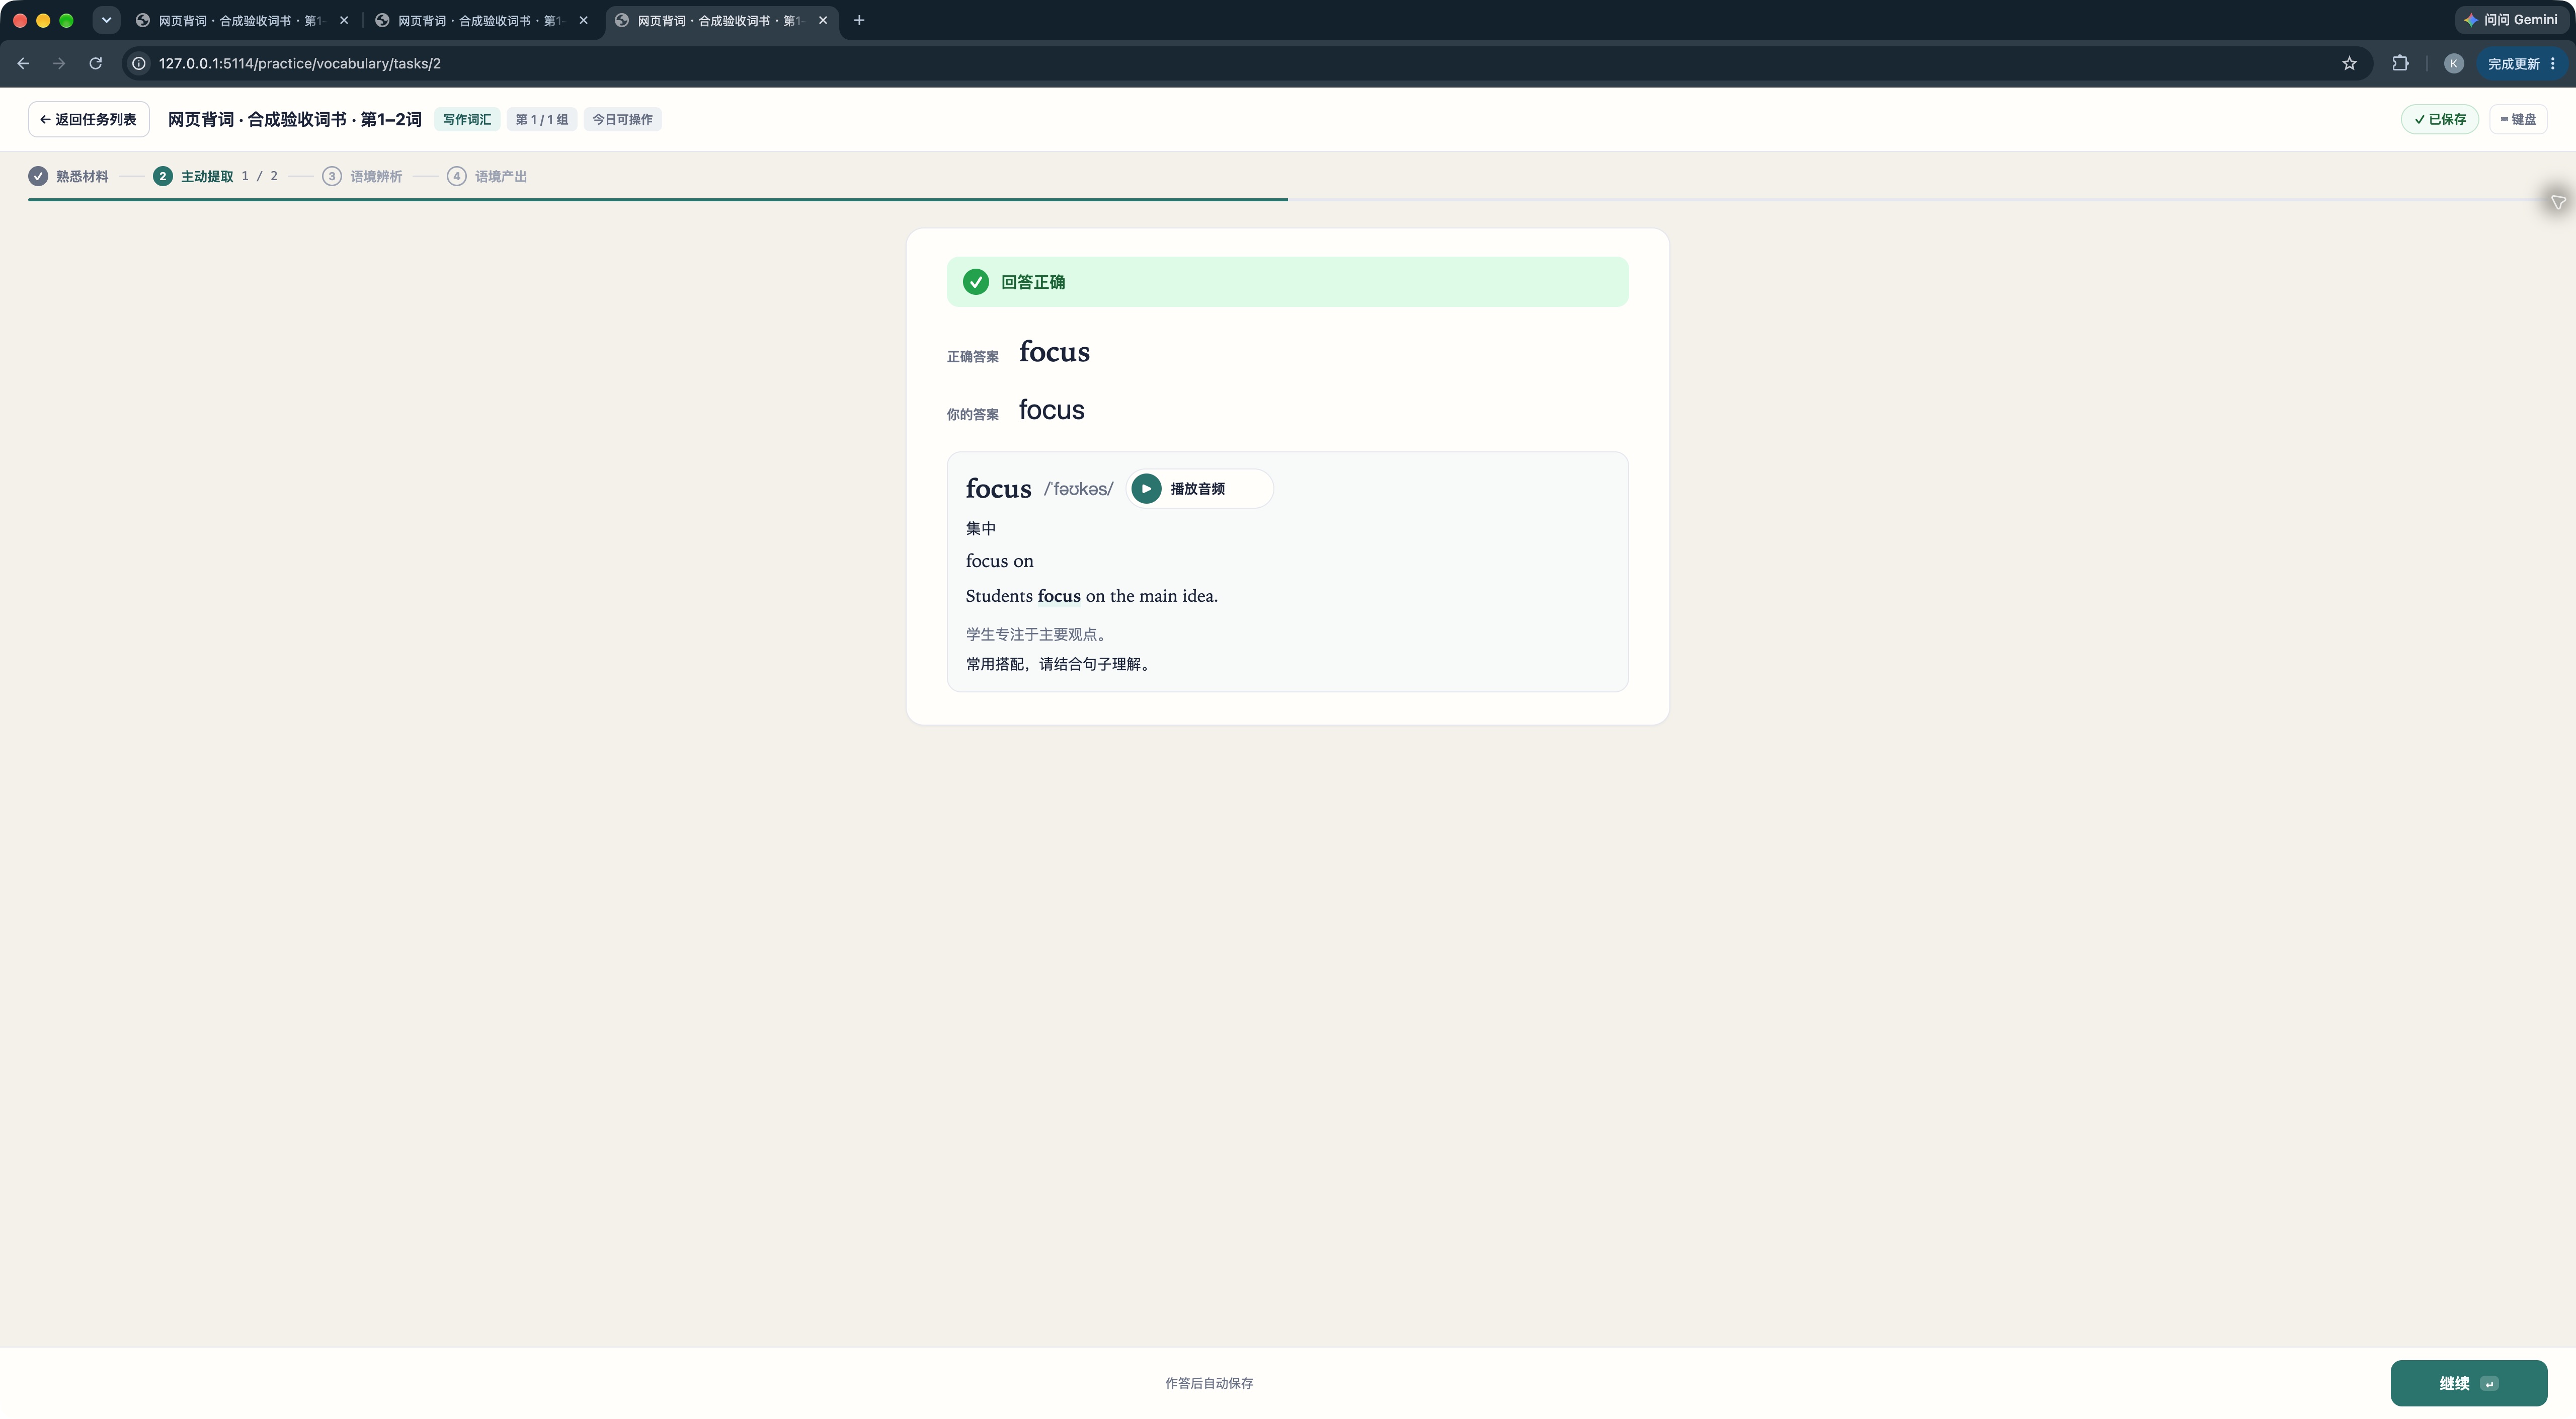 网页背词 · 合成验收词书 · 第1-
网页背词 · 合成验收词书 · 第1-
网页背词 · 合成验收词书 · 第1-
问问 Gemini
127.0.0.1:5114/practice/vocabulary/tasks/2
K
完成更新
← 返回任务列表
网页背词 · 合成验收词书 · 第1–2词
写作词汇
第 1 / 1 组
今日可操作
✓ 已保存
键盘
熟悉材料
2 主动提取 1 / 2
3 语境辨析
4 语境产出
回答正确
正确答案 focus
你的答案 focus
focus /ˈfəʊkəs/ 播放音频
集中
focus on
Students focus on the main idea.
学生专注于主要观点。
常用搭配，请结合句子理解。
作答后自动保存
继续 ↵